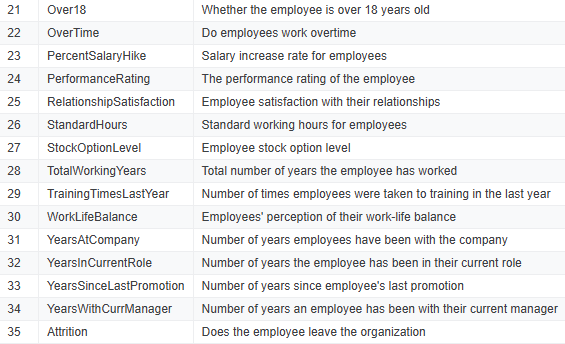 21 Over18 Whether the employee is over 18 years old
22 OverTime Do employees work overtime
23 PercentSalaryHike Salary increase rate for employees
24 PerformanceRating The performance rating of the employee
25 RelationshipSatisfaction Employee satisfaction with their relationships
26 StandardHours Standard working hours for employees
27 StockOptionLevel Employee stock option level
28 TotalWorkingYears Total number of years the employee has worked
29 TrainingTimesLastYear Number of times employees were taken to training in the last year
30 WorkLifeBalance Employees' perception of their work-life balance
31 YearsAtCompany Number of years employees have been with the company
32 YearsInCurrentRole Number of years the employee has been in their current role
33 YearsSinceLastPromotion Number of years since employee's last promotion
34 YearsWithCurrManager Number of years an employee has been with their current manager
35 Attrition Does the employee leave the organization